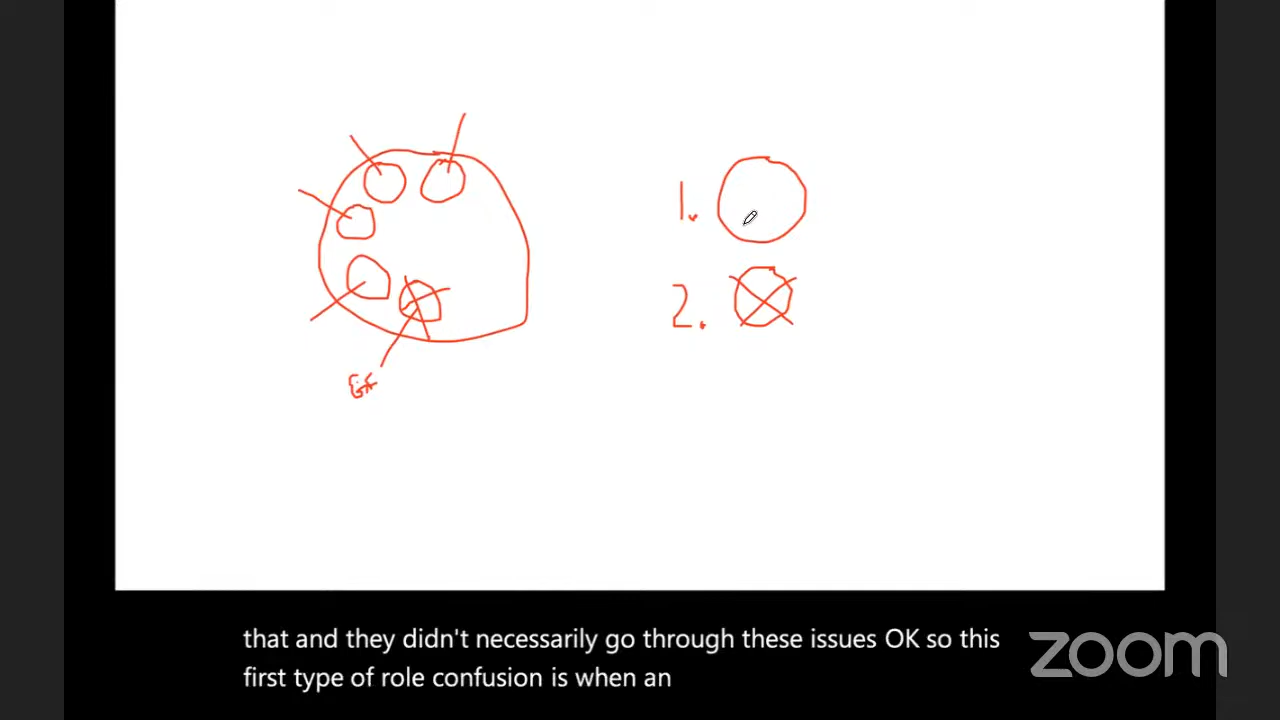 1.
2.
that and they didn't necessarily go through these issues OK so this
first type of role confusion is when an
zoom